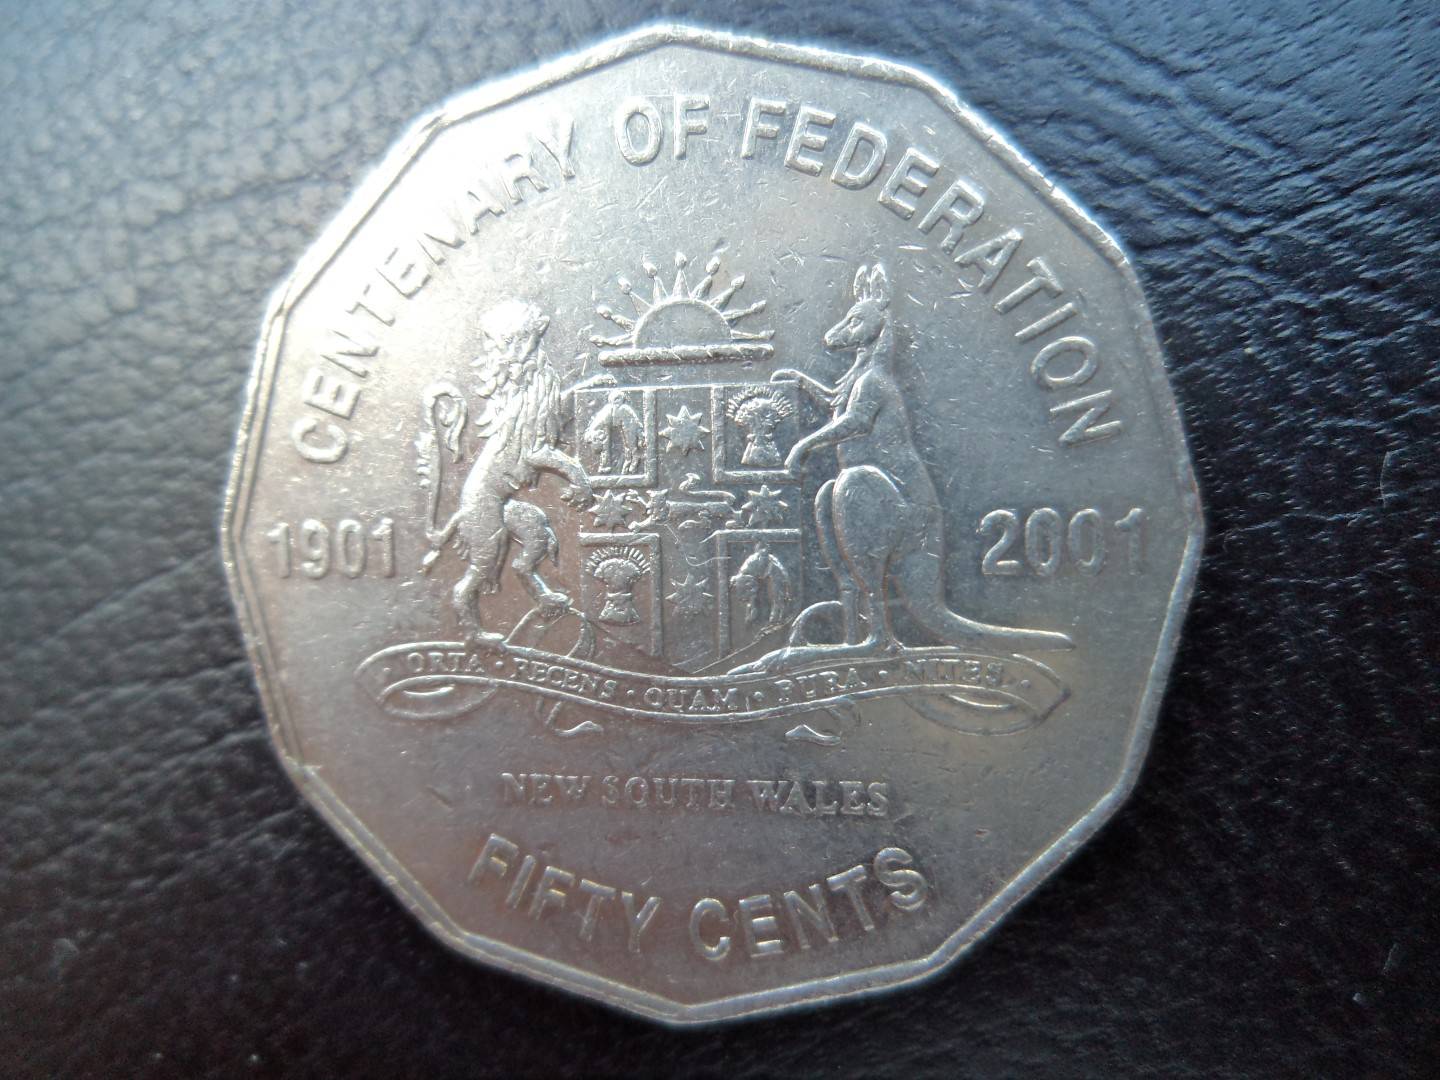 CENTENARY OF FEDERATION
1901
2001
ORTA · RECENS · QUAM · PURA · NITES
NEW SOUTH WALES
FIFTY CENTS